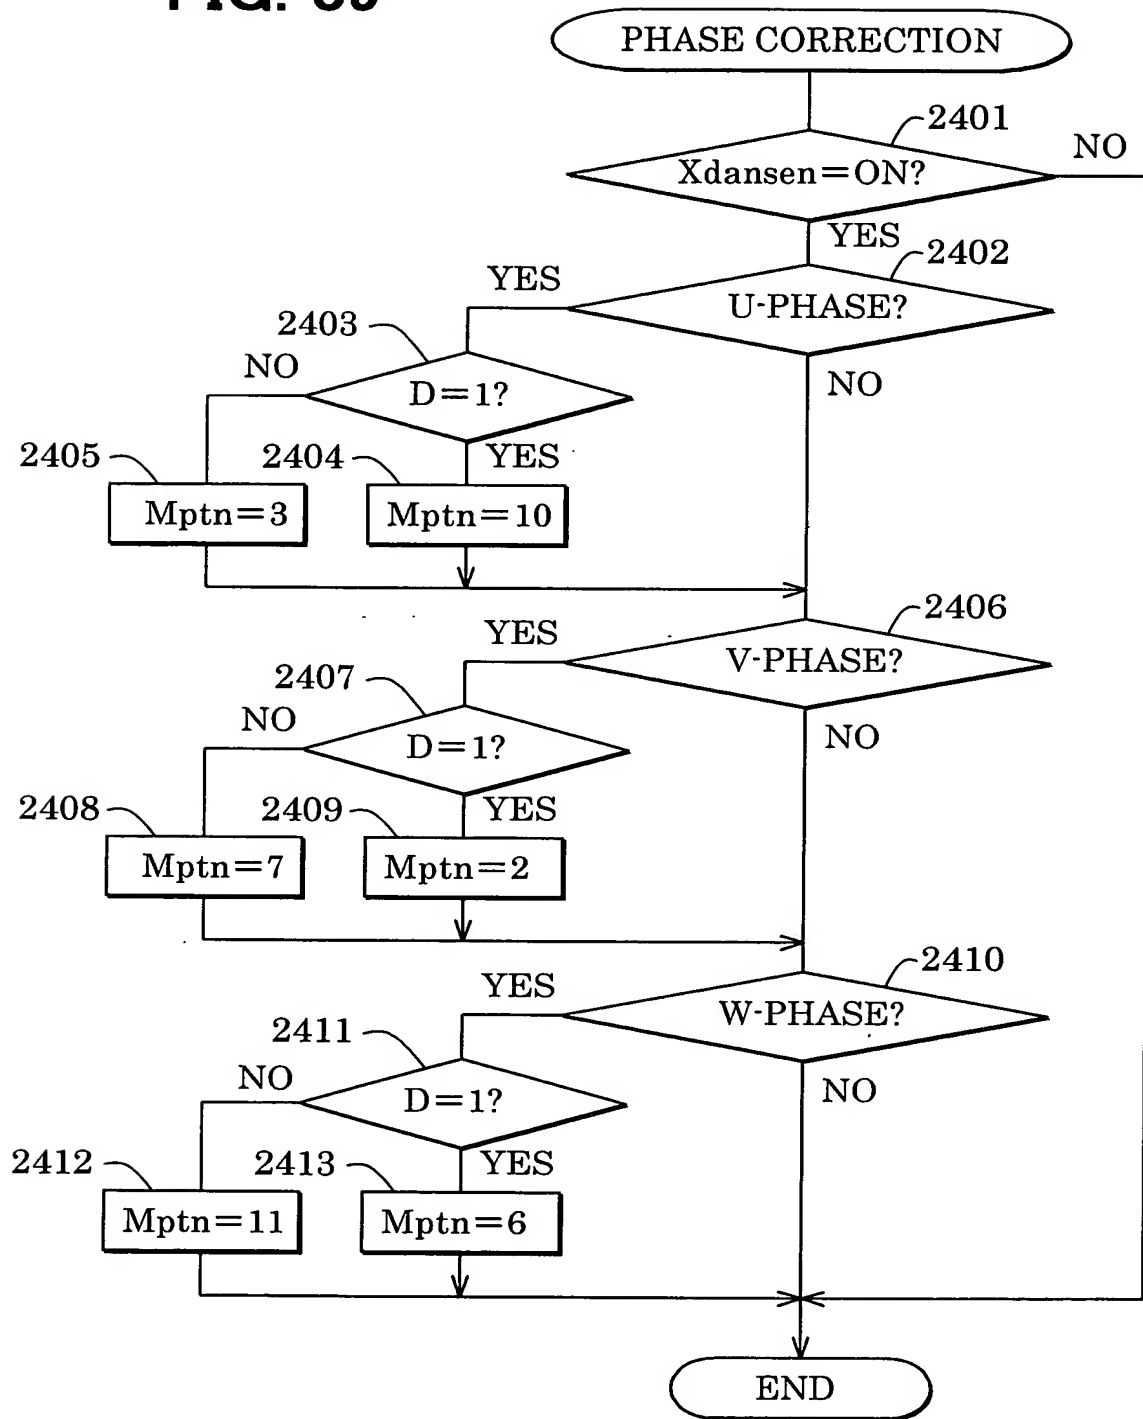 PHASE CORRECTION
2401
NO
Xdansen=ON?
YES
2402
YES
U-PHASE?
2403
NO
D=1?
NO
2405
2404
YES
Mptn=3
Mptn=10
2406
YES
V-PHASE?
2407
NO
D=1?
NO
2408
2409
YES
Mptn=7
Mptn=2
2410
YES
W-PHASE?
2411
NO
D=1?
NO
2412
2413
YES
Mptn=11
Mptn=6
END